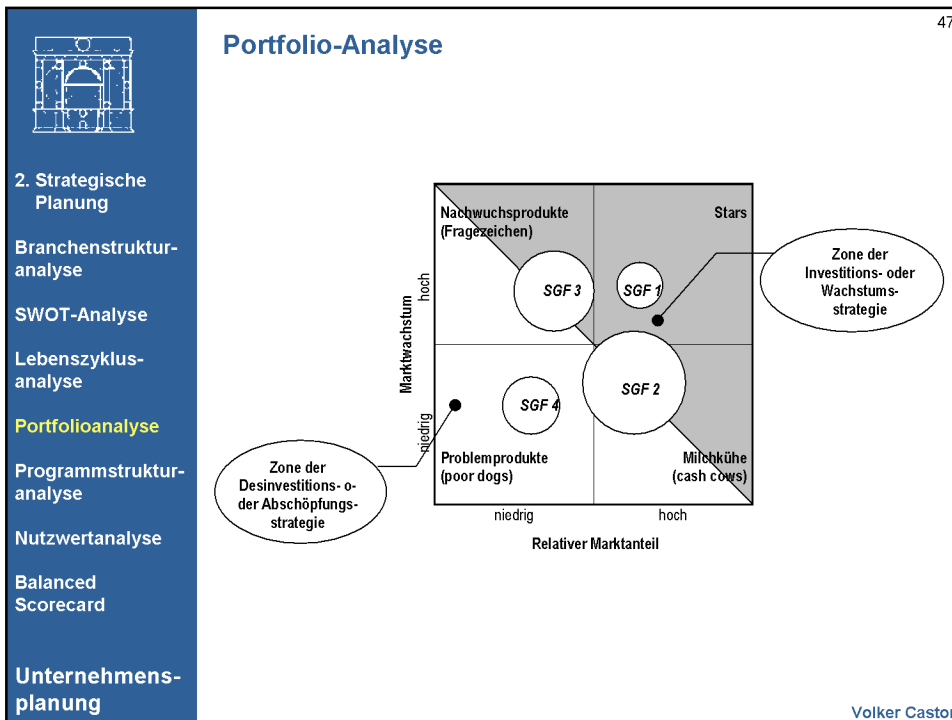 47
Portfolio-Analyse
2. Strategische
Planung
Branchenstruktur-
analyse
SWOT-Analyse
Lebenszyklus-
analyse
Portfolioanalyse
Programmstruktur-
analyse
Nutzwertanalyse
Balanced
Scorecard
Unternehmens-
planung
Nachwuchsprodukte
(Fragezeichen)
Stars
SGF 3
SGF 1
SGF 2
SGF 4
Problemprodukte
(poor dogs)
Milchkühe
(cash cows)
Marktwachstum
hoch
niedrig
niedrig
hoch
Relativer Marktanteil
Zone der
Investitions- oder
Wachstums-
strategie
Zone der
Desinvestitions- o-
der Abschöpfungs-
strategie
Volker Castor